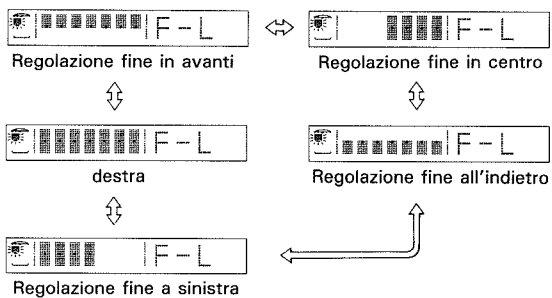 F-L
F-L
Regolazione fine in avanti
Regolazione fine in centro
F-L
F-L
destra
Regolazione fine all'indietro
F-L
Regolazione fine a sinistra